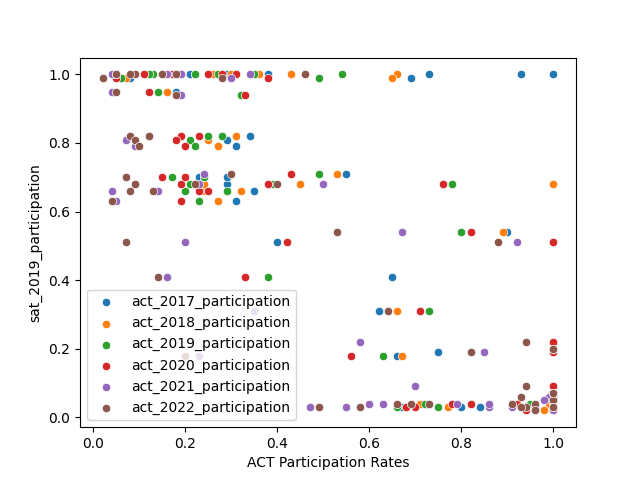 1.0
0.8
0.6
0.4
0.2
0.0
sat_2019_participation
act_2017_participation
act_2018_participation
act_2019_participation
act_2020_participation
act_2021_participation
act_2022_participation
0.0 0.2 0.4 0.6 0.8 1.0
ACT Participation Rates